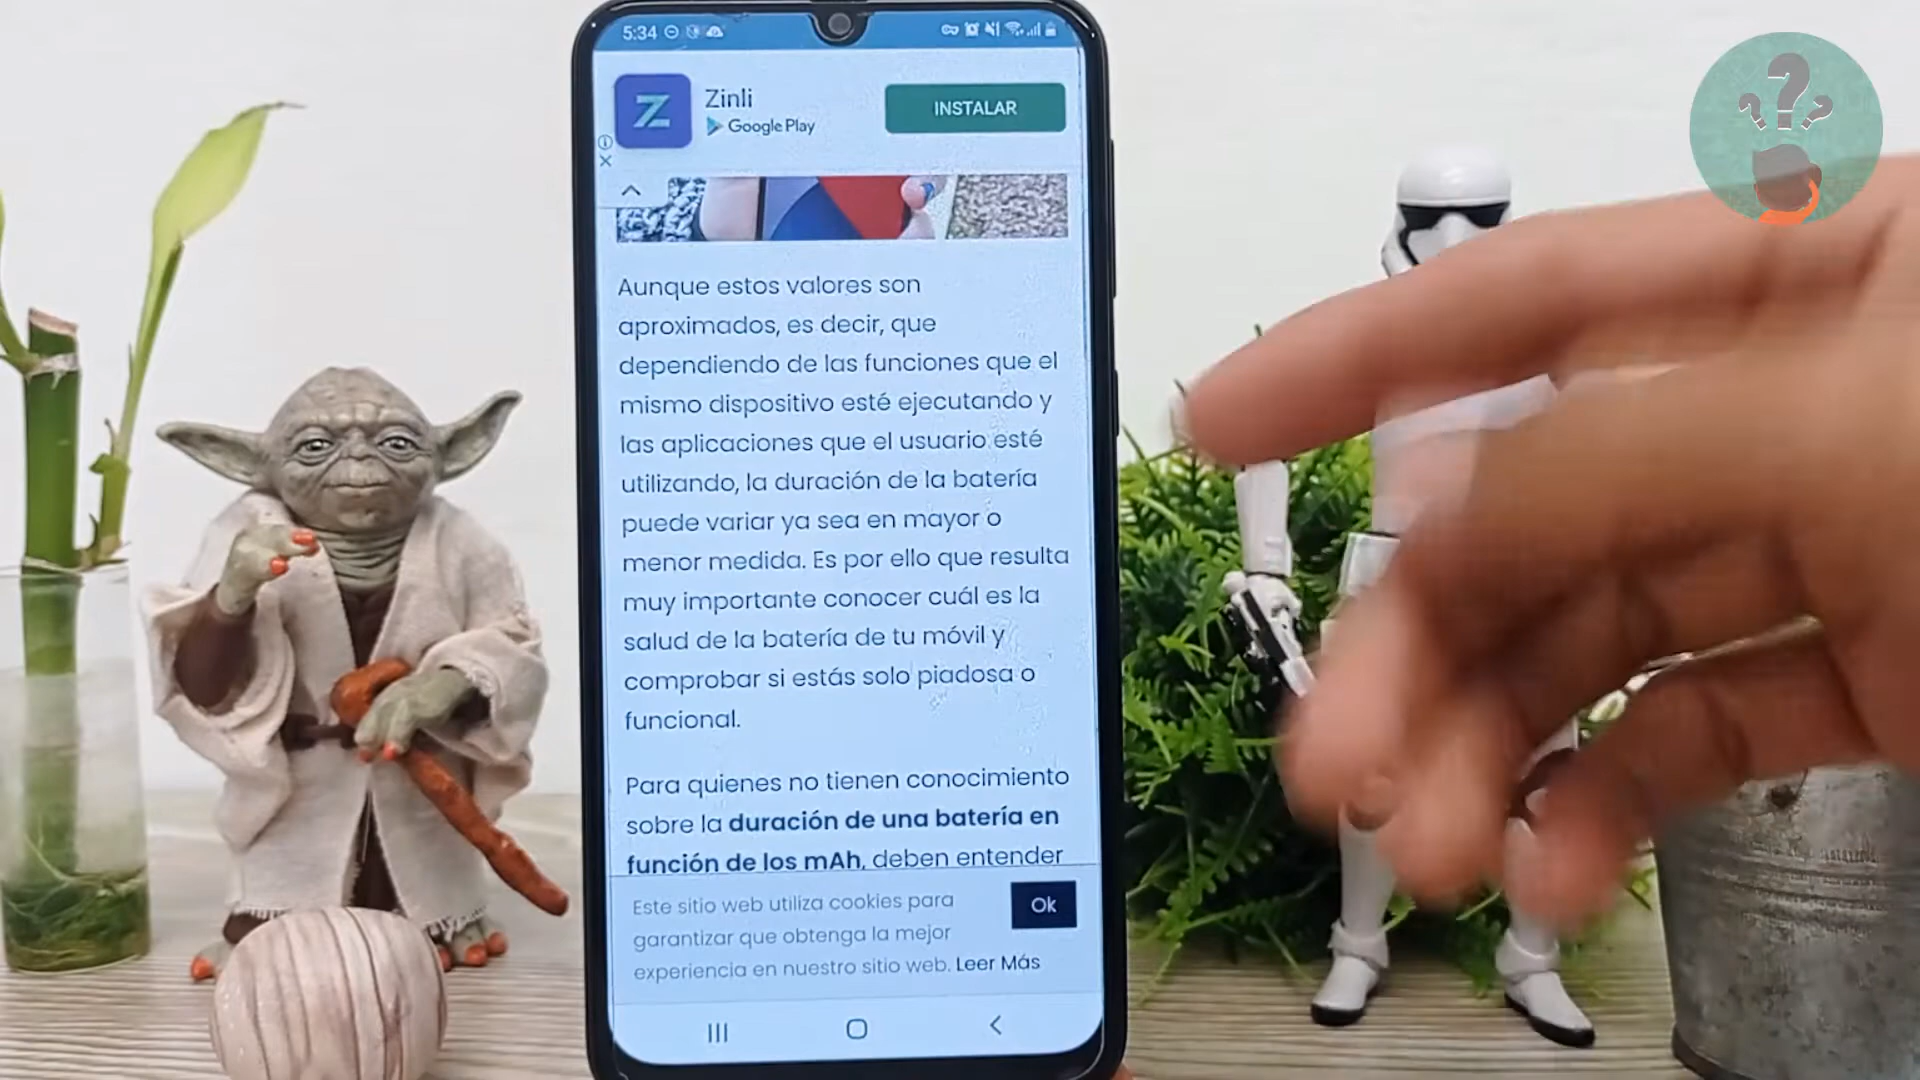 5:34
Zinli
Google Play
INSTALAR
Aunque estos valores son
aproximados, es decir, que
dependiendo de las funciones que el
mismo dispositivo esté ejecutando y
las aplicaciones que el usuario esté
utilizando, la duración de la batería
puede variar ya sea en mayor o
menor medida. Es por ello que resulta
muy importante conocer cuál es la
salud de la batería de tu móvil y
comprobar si estás solo piadosa o
funcional.
Para quienes no tienen conocimiento
sobre la duración de una batería en
función de los mAh, deben entender
Este sitio web utiliza cookies para
garantizar que obtenga la mejor
experiencia en nuestro sitio web. Leer Más
Ok